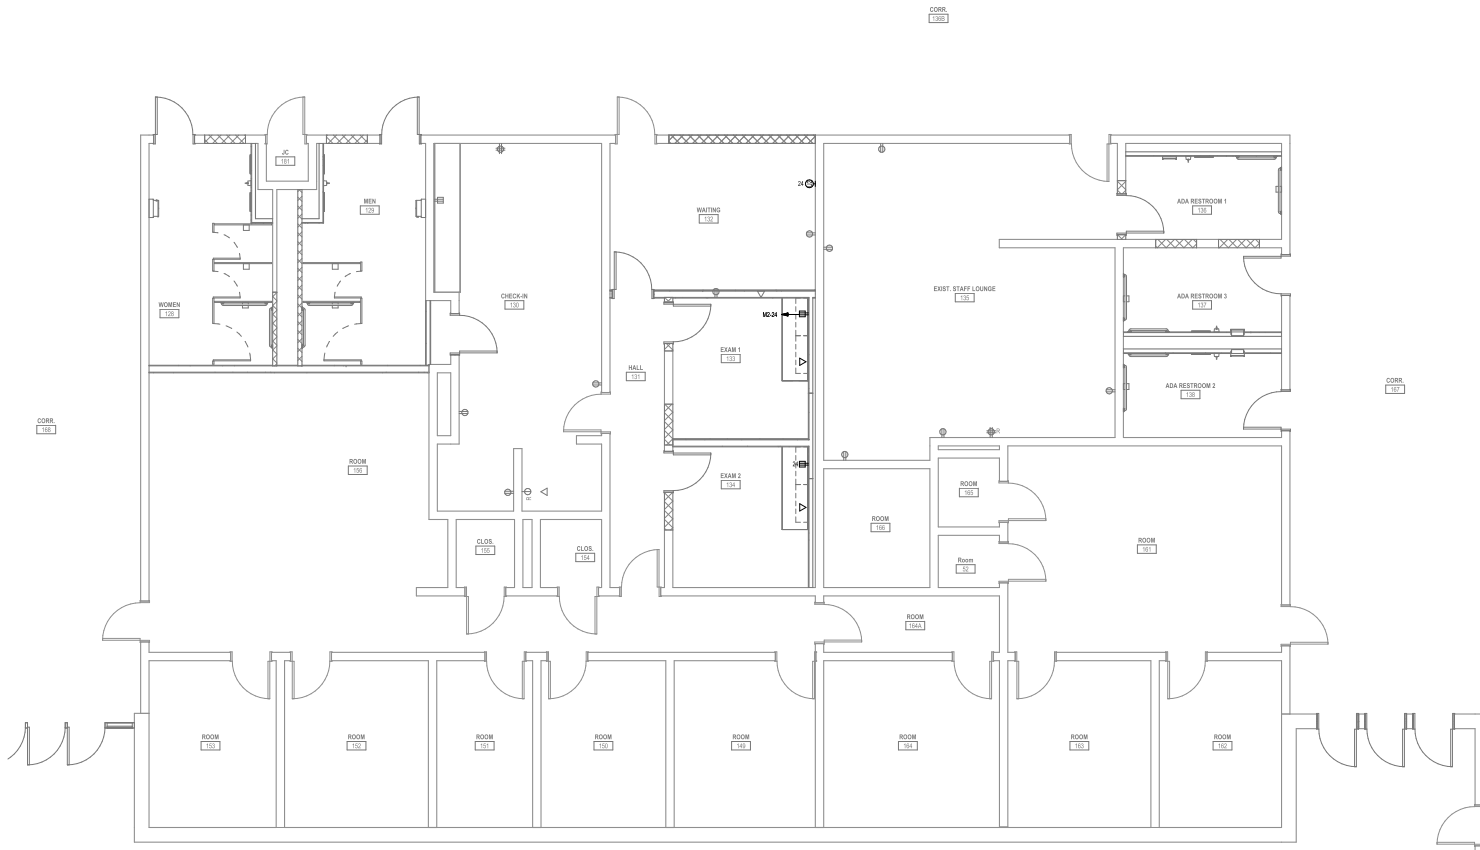 CORR.
136B
JC
181
MEN
129
WOMEN
128
CHECK-IN
130
WAITING
132
24
ADA RESTROOM 1
136
EXIST. STAFF LOUNGE
135
ADA RESTROOM 3
137
M2-24
EXAM 1
133
HALL
131
ADA RESTROOM 2
138
CORR.
167
CORR.
168
R
ROOM
156
EXAM 2
134
24
ROOM
165
R
ROOM
166
ROOM
161
CLOS.
155
CLOS.
154
Room
52
ROOM
164A
ROOM
153
ROOM
152
ROOM
151
ROOM
150
ROOM
149
ROOM
164
ROOM
163
ROOM
162